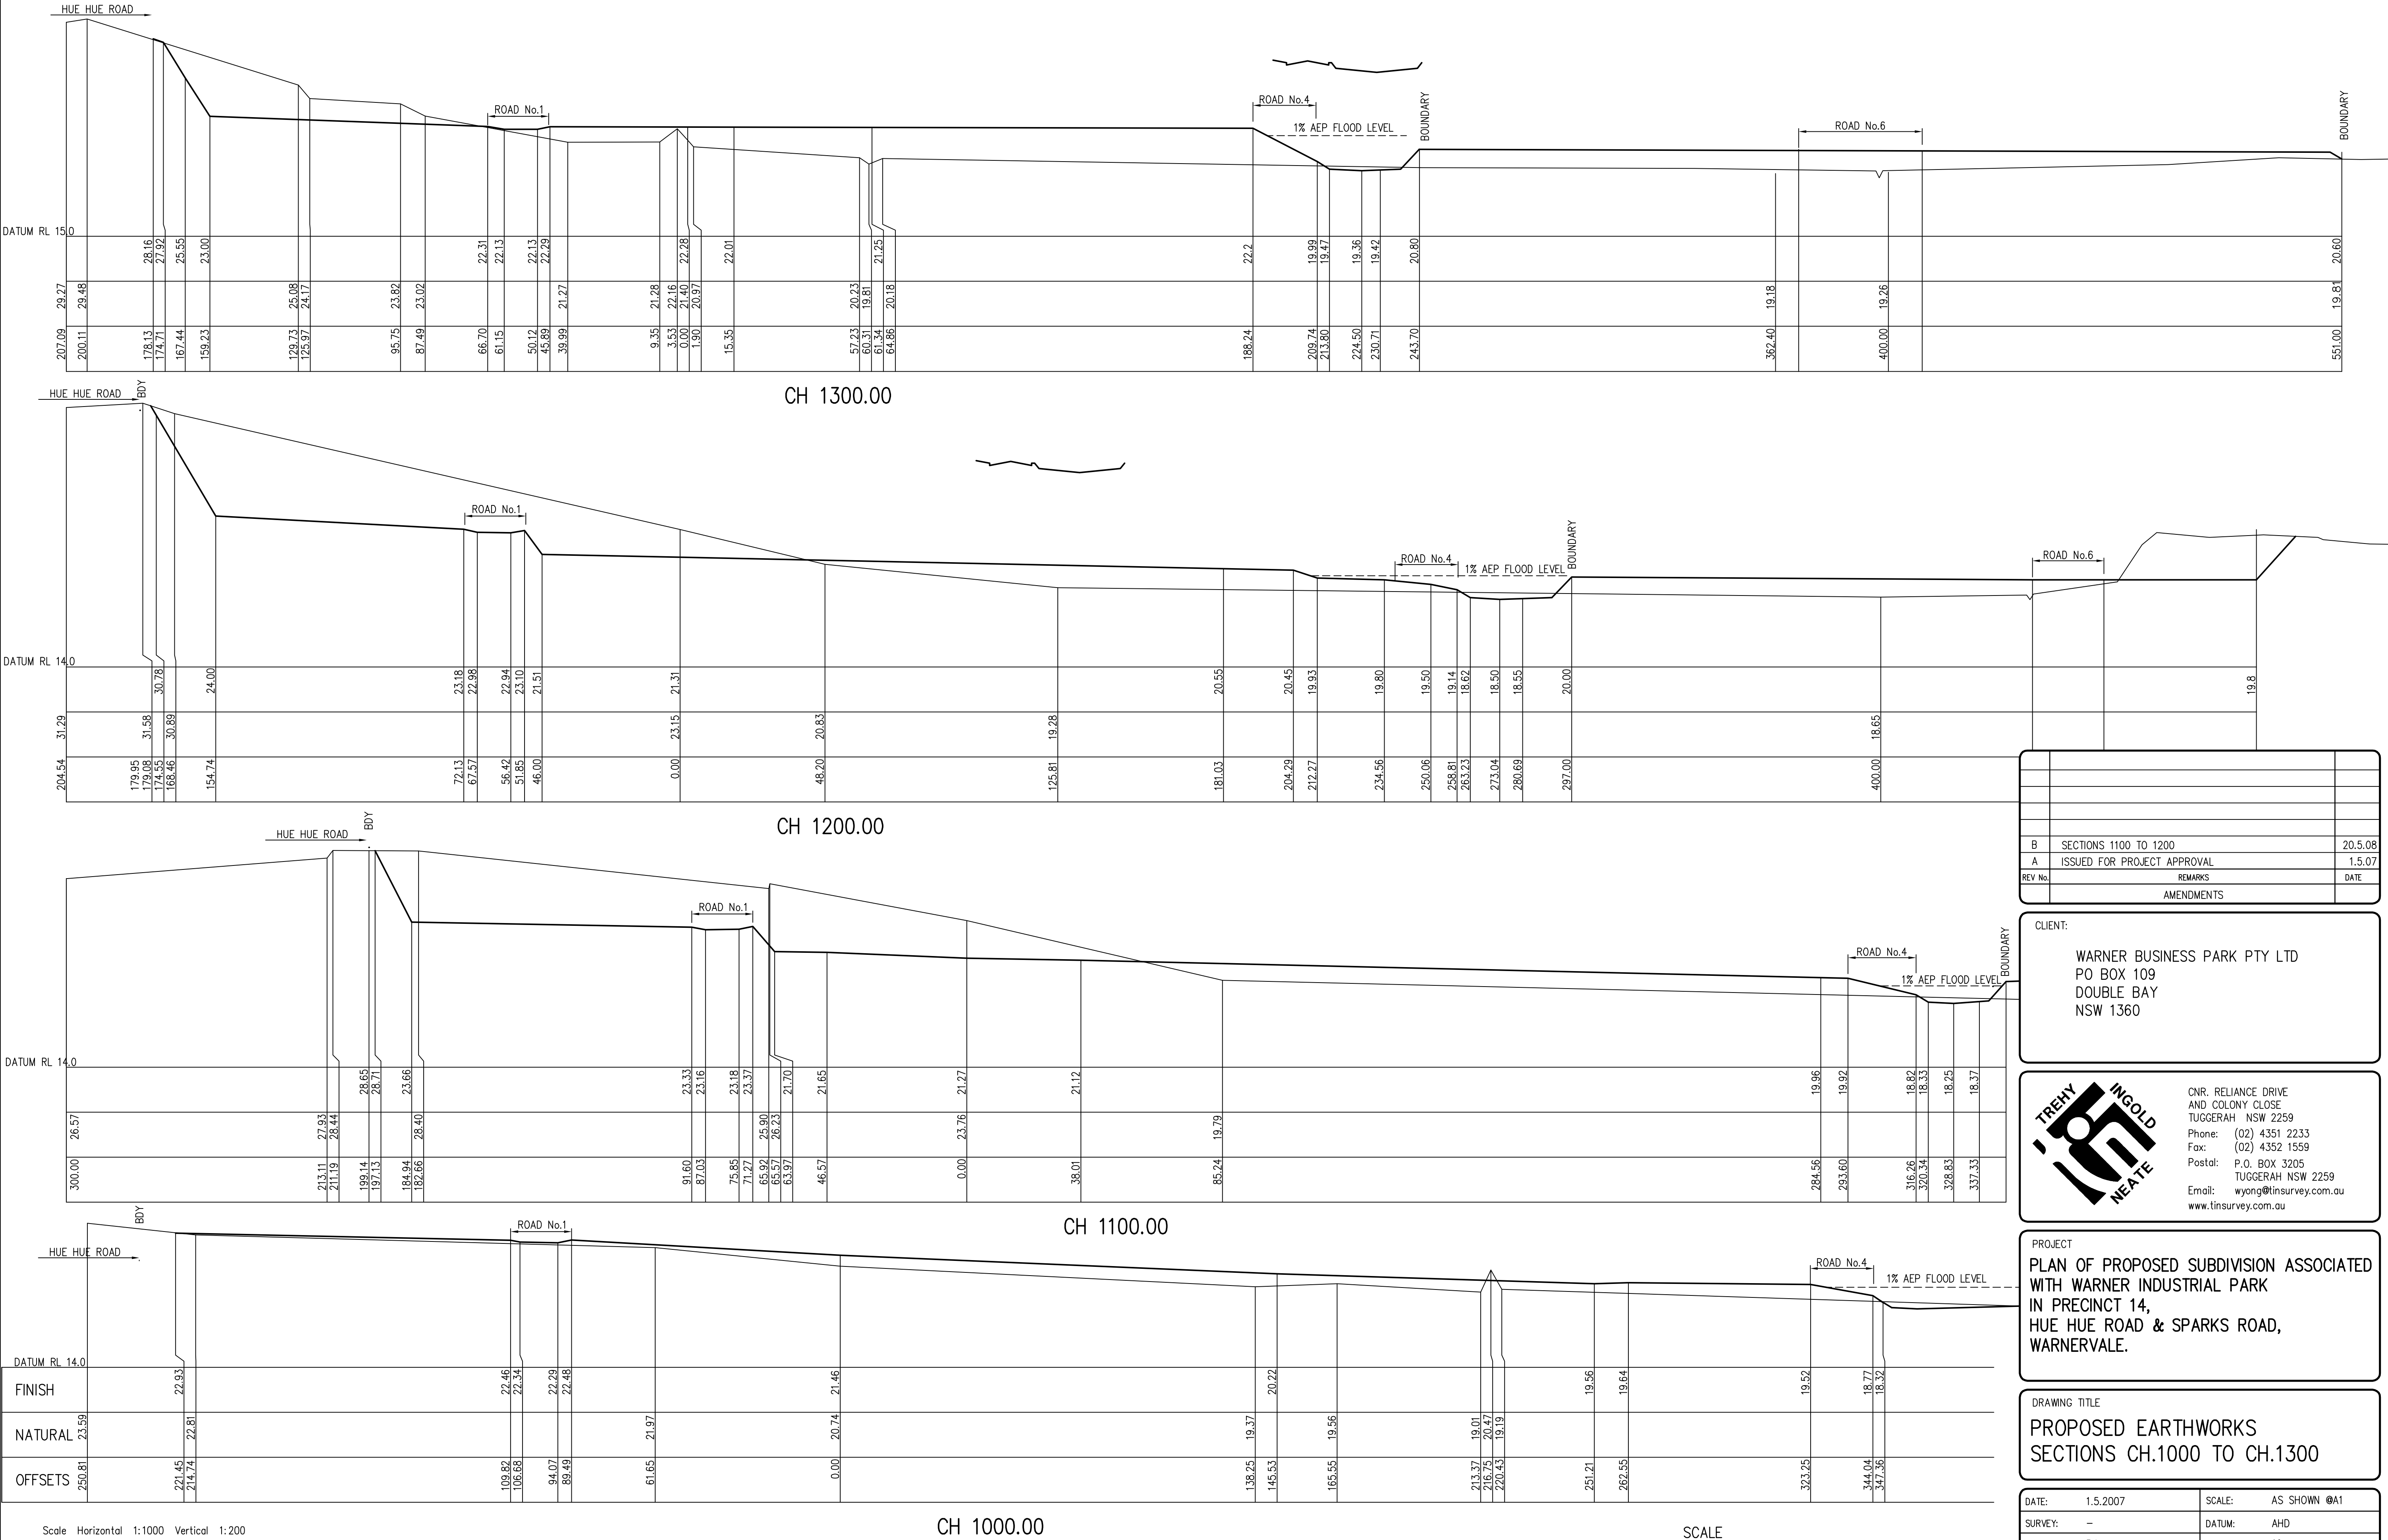 HUE HUE ROAD
ROAD No.1
ROAD No.4
1% AEP FLOOD LEVEL
BOUNDARY
ROAD No.6
BOUNDARY
DATUM RL 15.0
28.16 27.92 25.55 23.00 22.31 22.13 22.13 22.29 22.28 22.01 21.25 22.2 19.99 19.47 19.36 19.42 20.80 20.60
29.27 29.48 25.08 24.17 23.82 23.02 21.27 21.28 22.16 21.40 20.97 20.23 19.81 20.18 19.18 19.26 19.81
207.09 200.11 178.13 174.71 167.44 159.23 129.73 125.97 95.75 87.49 66.70 61.15 50.12 45.89 39.99 9.35 3.53 0.00 1.90 15.35 57.23 60.31 61.34 64.86 188.24 209.74 213.80 224.50 230.71 243.70 362.40 400.00 551.00
CH 1300.00
HUE HUE ROAD
BDY
ROAD No.1
ROAD No.4
1% AEP FLOOD LEVEL
BOUNDARY
ROAD No.6
DATUM RL 14.0
30.78 24.00 23.18 22.98 22.94 23.10 21.51 21.31 20.55 20.45 19.93 19.80 19.50 19.14 18.62 18.50 18.55 20.00 19.8
31.29 31.58 30.89 23.15 20.83 19.28 18.65
204.54 179.95 179.08 174.55 168.46 154.74 72.13 67.57 56.42 51.85 46.00 0.00 48.20 125.81 181.03 204.29 212.27 234.56 250.06 258.81 263.23 273.04 280.69 297.00 400.00
CH 1200.00
HUE HUE ROAD
BDY
ROAD No.1
ROAD No.4
1% AEP FLOOD LEVEL
BOUNDARY
DATUM RL 14.0
28.65 28.71 23.66 23.33 23.16 23.18 23.37 21.70 21.65 21.27 21.12 19.96 19.92 18.82 18.33 18.25 18.37
26.57 27.93 28.44 28.40 25.90 26.23 23.76 19.79
300.00 213.11 211.19 199.14 197.13 184.94 182.66 91.60 87.03 75.85 71.27 65.92 65.57 63.97 46.57 0.00 38.01 85.24 284.56 293.60 316.26 320.34 328.83 337.33
CH 1100.00
BDY
HUE HUE ROAD
ROAD No.1
ROAD No.4
1% AEP FLOOD LEVEL
DATUM RL 14.0
FINISH 22.93 22.46 22.34 22.29 22.48 21.46 20.22 19.56 19.64 19.52 18.77 18.32
NATURAL 23.59 22.81 21.97 20.74 19.37 19.56 19.01 20.47 19.19
OFFSETS 250.81 221.45 214.74 109.82 106.68 94.07 89.49 61.65 0.00 138.25 145.53 165.55 213.37 216.75 220.43 251.21 262.55 323.25 344.04 347.36
Scale Horizontal 1:1000 Vertical 1:200
CH 1000.00
SCALE
B SECTIONS 1100 TO 1200 20.5.08
A ISSUED FOR PROJECT APPROVAL 1.5.07
REV No. REMARKS DATE
AMENDMENTS
CLIENT:
WARNER BUSINESS PARK PTY LTD
PO BOX 109
DOUBLE BAY
NSW 1360
TREHY INGOLD NEATE
CNR. RELIANCE DRIVE
AND COLONY CLOSE
TUGGERAH NSW 2259
Phone: (02) 4351 2233
Fax: (02) 4352 1559
Postal: P.O. BOX 3205
TUGGERAH NSW 2259
Email: wyong@tinsurvey.com.au
www.tinsurvey.com.au
PROJECT
PLAN OF PROPOSED SUBDIVISION ASSOCIATED
WITH WARNER INDUSTRIAL PARK
IN PRECINCT 14,
HUE HUE ROAD & SPARKS ROAD,
WARNERVALE.
DRAWING TITLE
PROPOSED EARTHWORKS
SECTIONS CH.1000 TO CH.1300
DATE: 1.5.2007 SCALE: AS SHOWN @A1
SURVEY: – DATUM: AHD